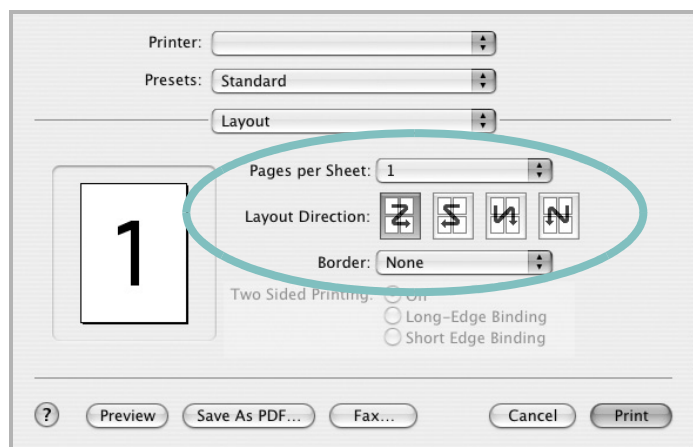 Printer:
Presets: Standard
Layout
Pages per Sheet: 1
Layout Direction:
Border: None
1
Two Sided Printing: Off
Long-Edge Binding
Short Edge Binding
? Preview Save As PDF... Fax... Cancel Print